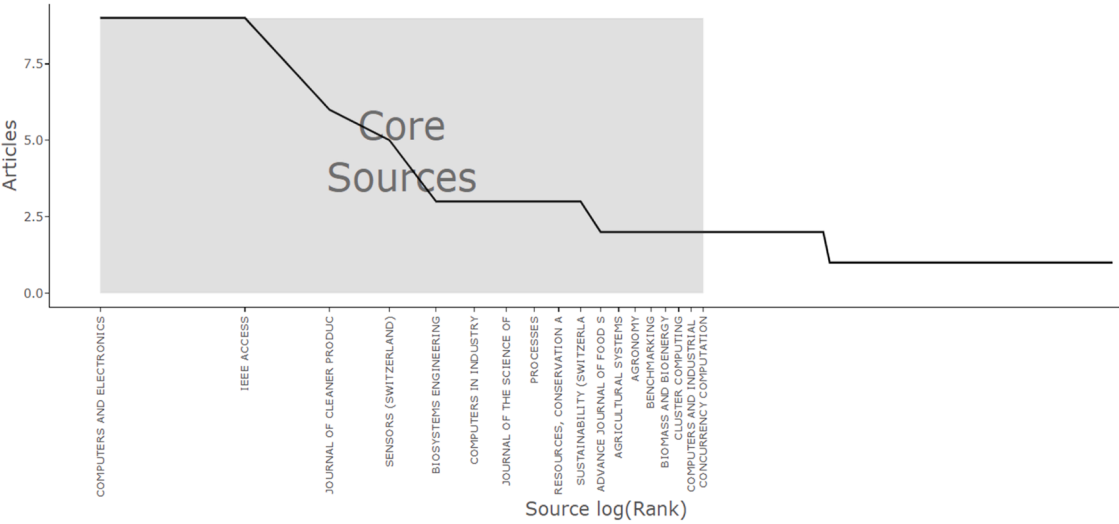 7.5
5.0
2.5
0.0
Articles
Core
Sources
COMPUTERS AND ELECTRONICS
IEEE ACCESS
JOURNAL OF CLEANER PRODUC
SENSORS (SWITZERLAND)
BIOSYSTEMS ENGINEERING
COMPUTERS IN INDUSTRY
JOURNAL OF THE SCIENCE OF
PROCESSES
RESOURCES, CONSERVATION A
SUSTAINABILITY (SWITZERLA
ADVANCE JOURNAL OF FOOD S
AGRICULTURAL SYSTEMS
AGRONOMY
BENCHMARKING
BIOMASS AND BIOENERGY
CLUSTER COMPUTING
COMPUTERS AND INDUSTRIAL
CONCURRENCY COMPUTATION
Source log(Rank)